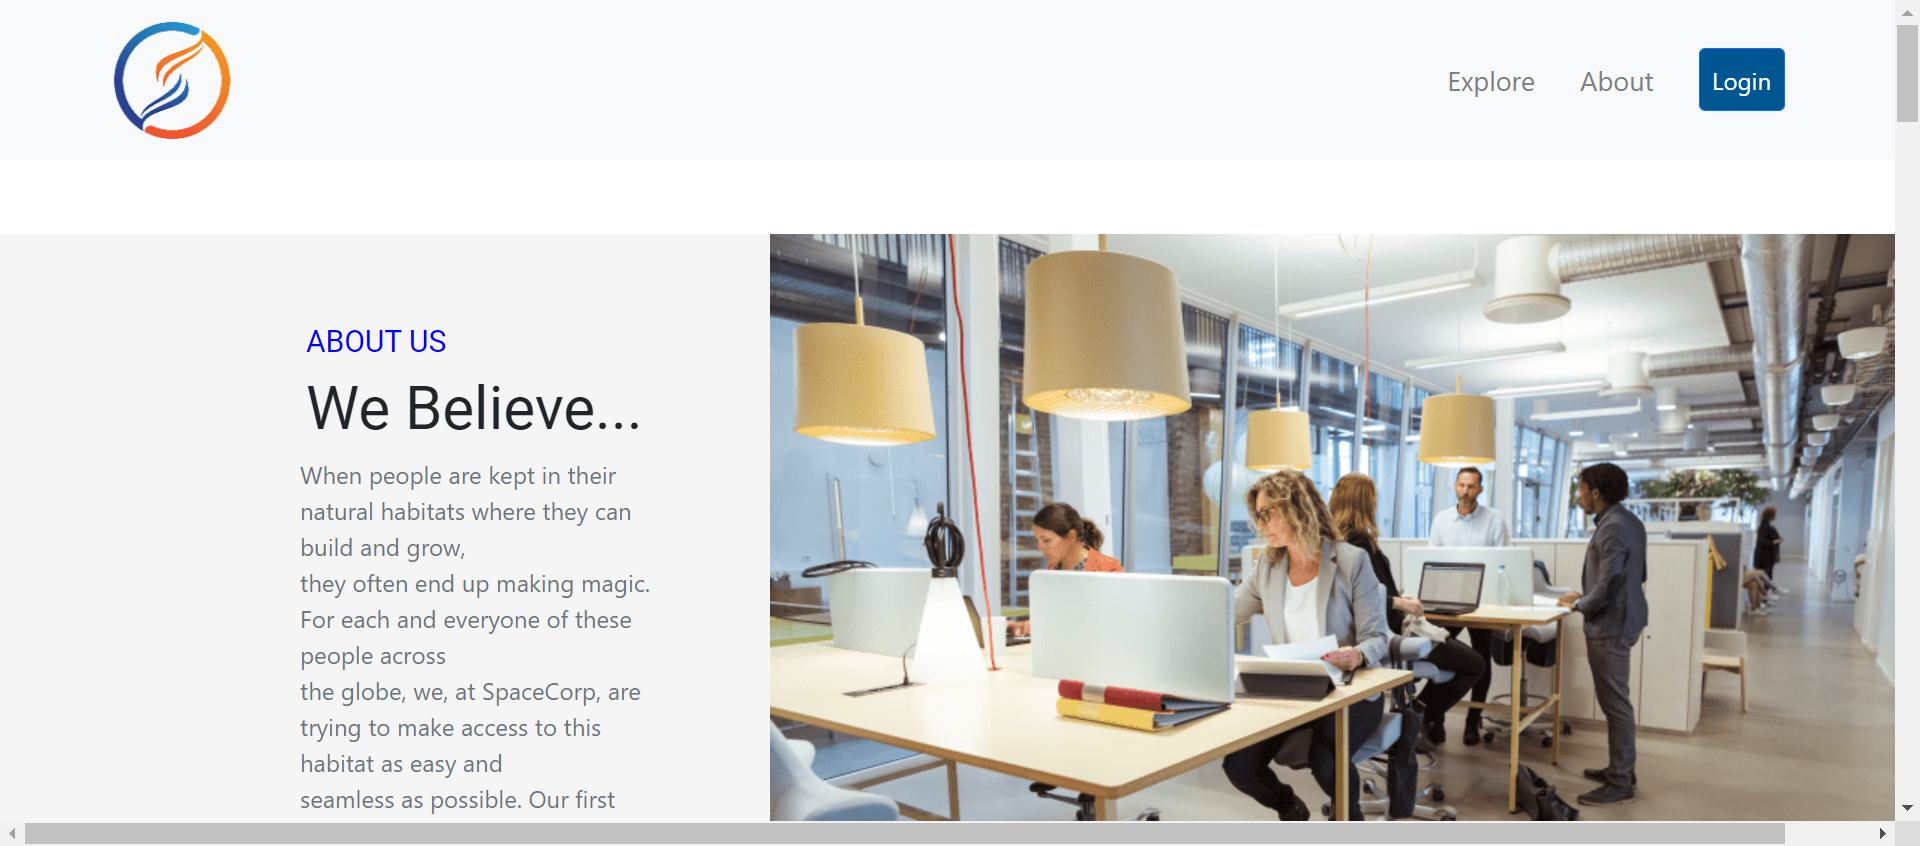 Explore
About
Login
ABOUT US
We Believe...
When people are kept in their
natural habitats where they can
build and grow,
they often end up making magic.
For each and everyone of these
people across
the globe, we, at SpaceCorp, are
trying to make access to this
habitat as easy and
seamless as possible. Our first